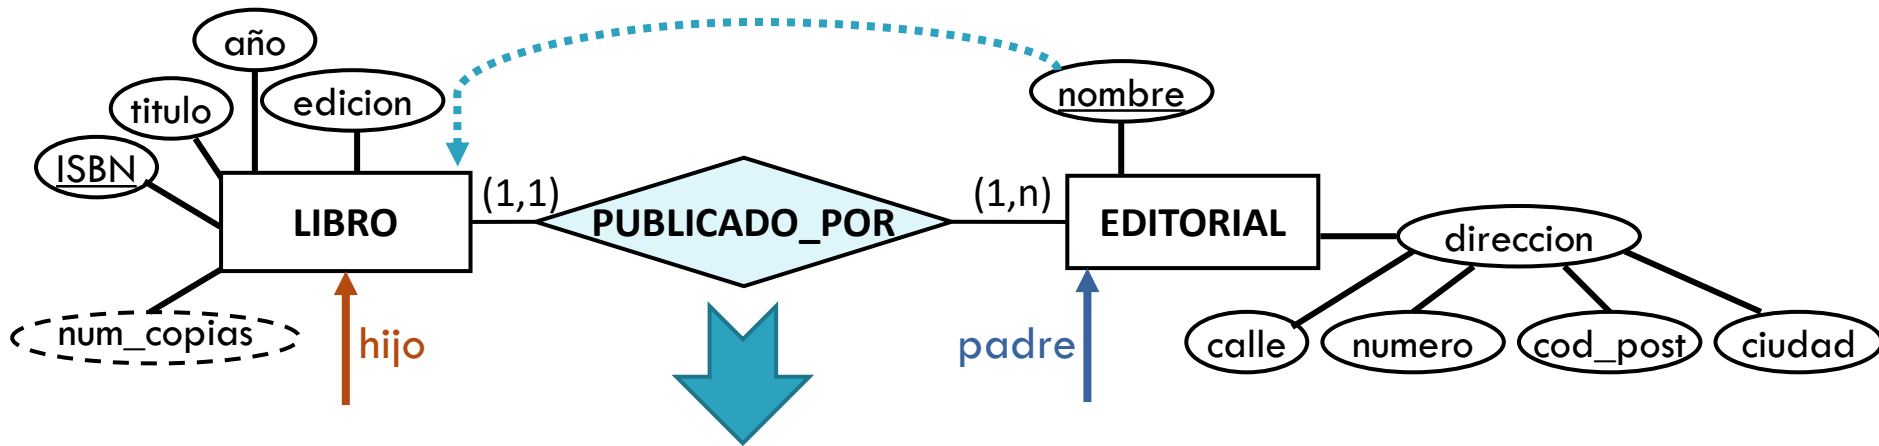 año
titulo
edicion
nombre
ISBN
(1,1)
(1,n)
LIBRO
PUBLICADO_POR
EDITORIAL
direccion
num_copias
hijo
padre
calle
numero
cod_post
ciudad